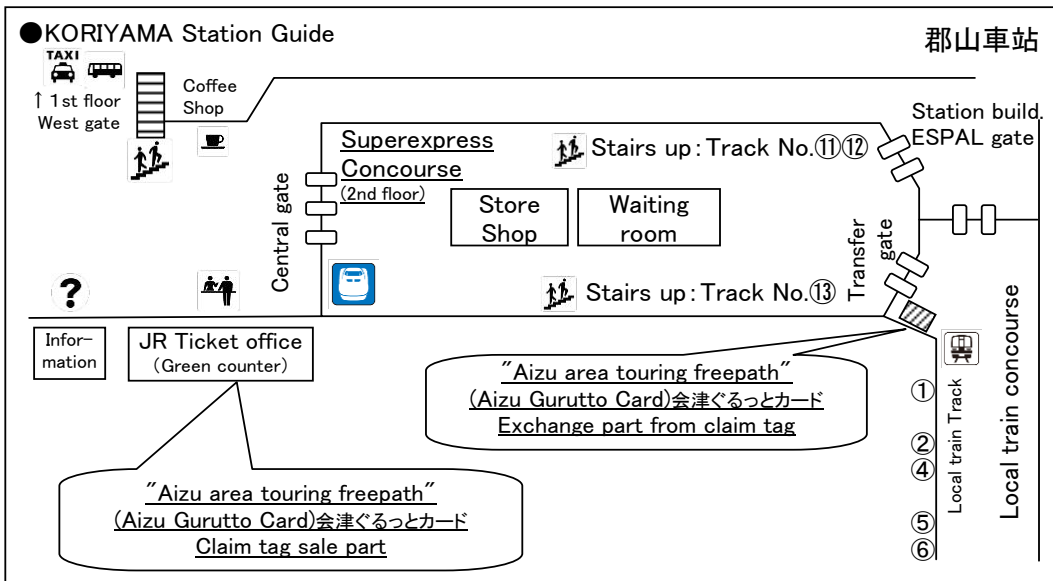 ●KORIYAMA Station Guide
郡山車站
TAXI
↑ 1st floor
West gate
Coffee
Shop
Station build.
ESPAL gate
Superexpress
Concourse
(2nd floor)
Stairs up：Track No.⑪⑫
Store
Shop
Waiting
room
Central gate
Transfer
gate
Stairs up：Track No.⑬
?
Infor-
mation
JR Ticket office
(Green counter)
"Aizu area touring freepath"
(Aizu Gurutto Card)会津ぐるっとカード
Exchange part from claim tag
①
②
④
⑤
⑥
Local train Track
Local train concourse
"Aizu area touring freepath"
(Aizu Gurutto Card)会津ぐるっとカード
Claim tag sale part